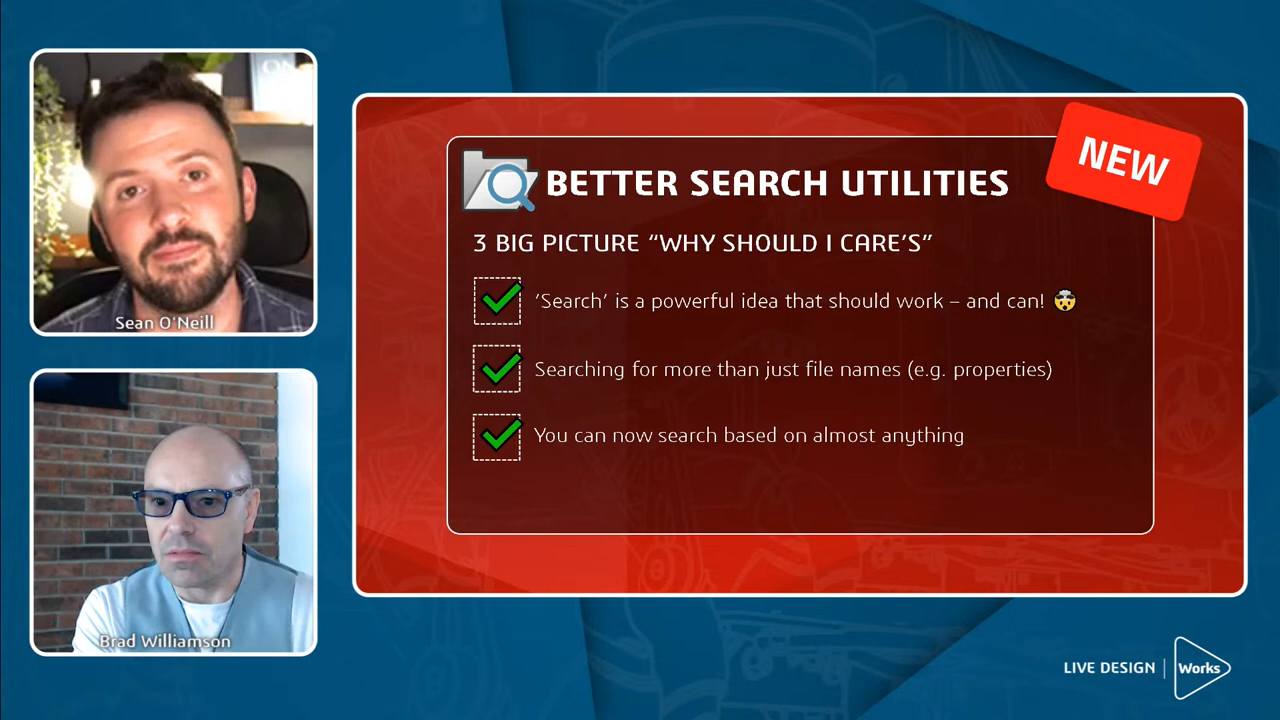 ON
Sean O'Neill
Brad Williamson
NEW
BETTER SEARCH UTILITIES
3 BIG PICTURE “WHY SHOULD I CARE’S”
‘Search’ is a powerful idea that should work – and can! 🤯
Searching for more than just file names (e.g. properties)
You can now search based on almost anything
LIVE DESIGN | Works